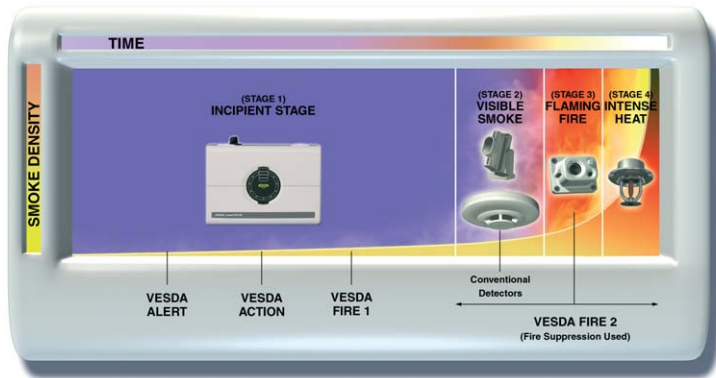 TIME
SMOKE DENSITY
(STAGE 1)
INCIPIENT STAGE
(STAGE 2)
VISIBLE
SMOKE
(STAGE 3)
FLAMING
FIRE
(STAGE 4)
INTENSE
HEAT
VESDA
ALERT
VESDA
ACTION
VESDA
FIRE 1
Conventional
Detectors
VESDA FIRE 2
(Fire Suppression Used)